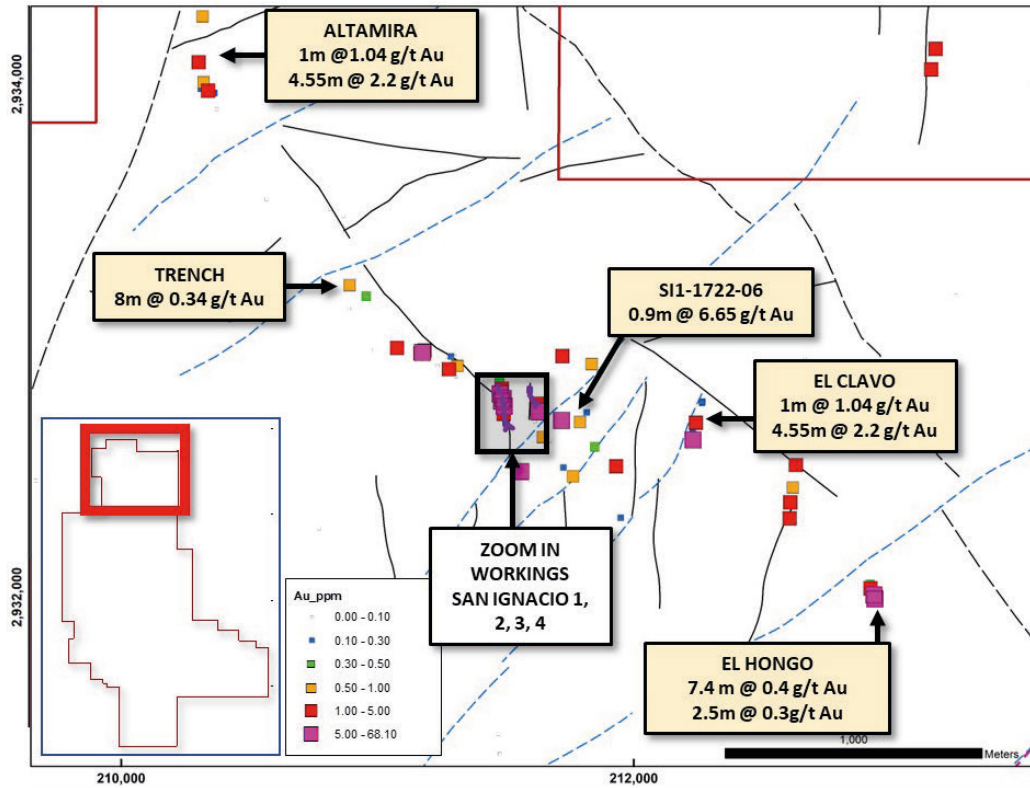 ALTAMIRA
1m @1.04 g/t Au
4.55m @ 2.2 g/t Au
2,934,000
TRENCH
8m @ 0.34 g/t Au
SI1-1722-06
0.9m @ 6.65 g/t Au
EL CLAVO
1m @ 1.04 g/t Au
4.55m @ 2.2 g/t Au
ZOOM IN
WORKINGS
SAN IGNACIO 1,
2, 3, 4
2,932,000
Au_ppm
0.00 - 0.10
0.10 - 0.30
0.30 - 0.50
0.50 - 1.00
1.00 - 5.00
5.00 - 68.10
EL HONGO
7.4 m @ 0.4 g/t Au
2.5m @ 0.3g/t Au
1,000
Meters
210,000
212,000